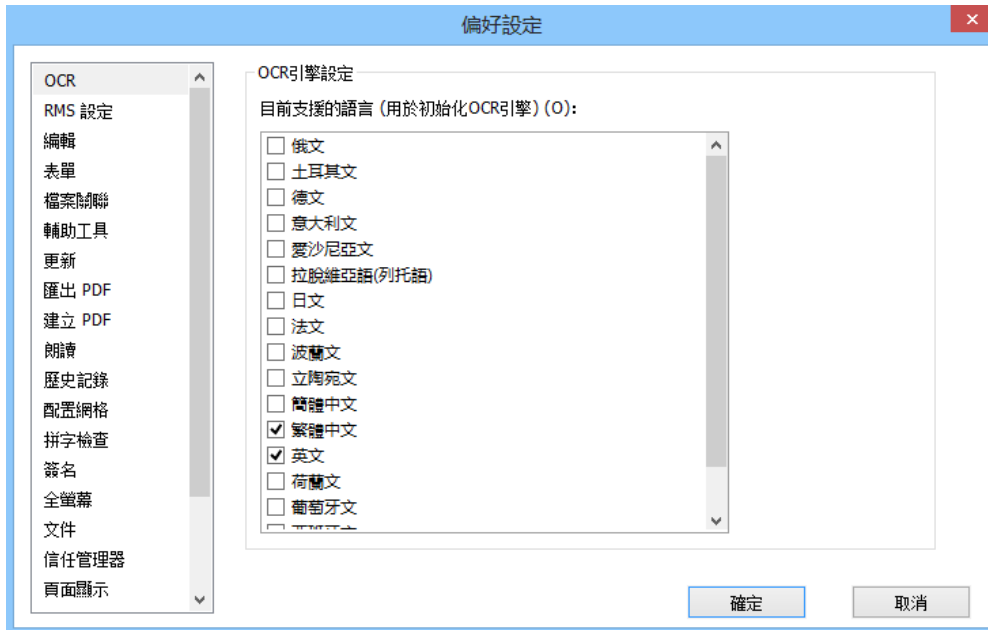 偏好設定
OCR
RMS 設定
編輯
表單
檔案關聯
輔助工具
更新
匯出 PDF
建立 PDF
朗讀
歷史記錄
配置網格
拼字檢查
簽名
全螢幕
文件
信任管理器
頁面顯示
OCR引擎設定
目前支援的語言 (用於初始化OCR引擎) (O):
俄文
土耳其文
德文
意大利文
愛沙尼亞文
拉脫維亞語(列托語)
日文
法文
波蘭文
立陶宛文
簡體中文
繁體中文
英文
荷蘭文
葡萄牙文
確定
取消